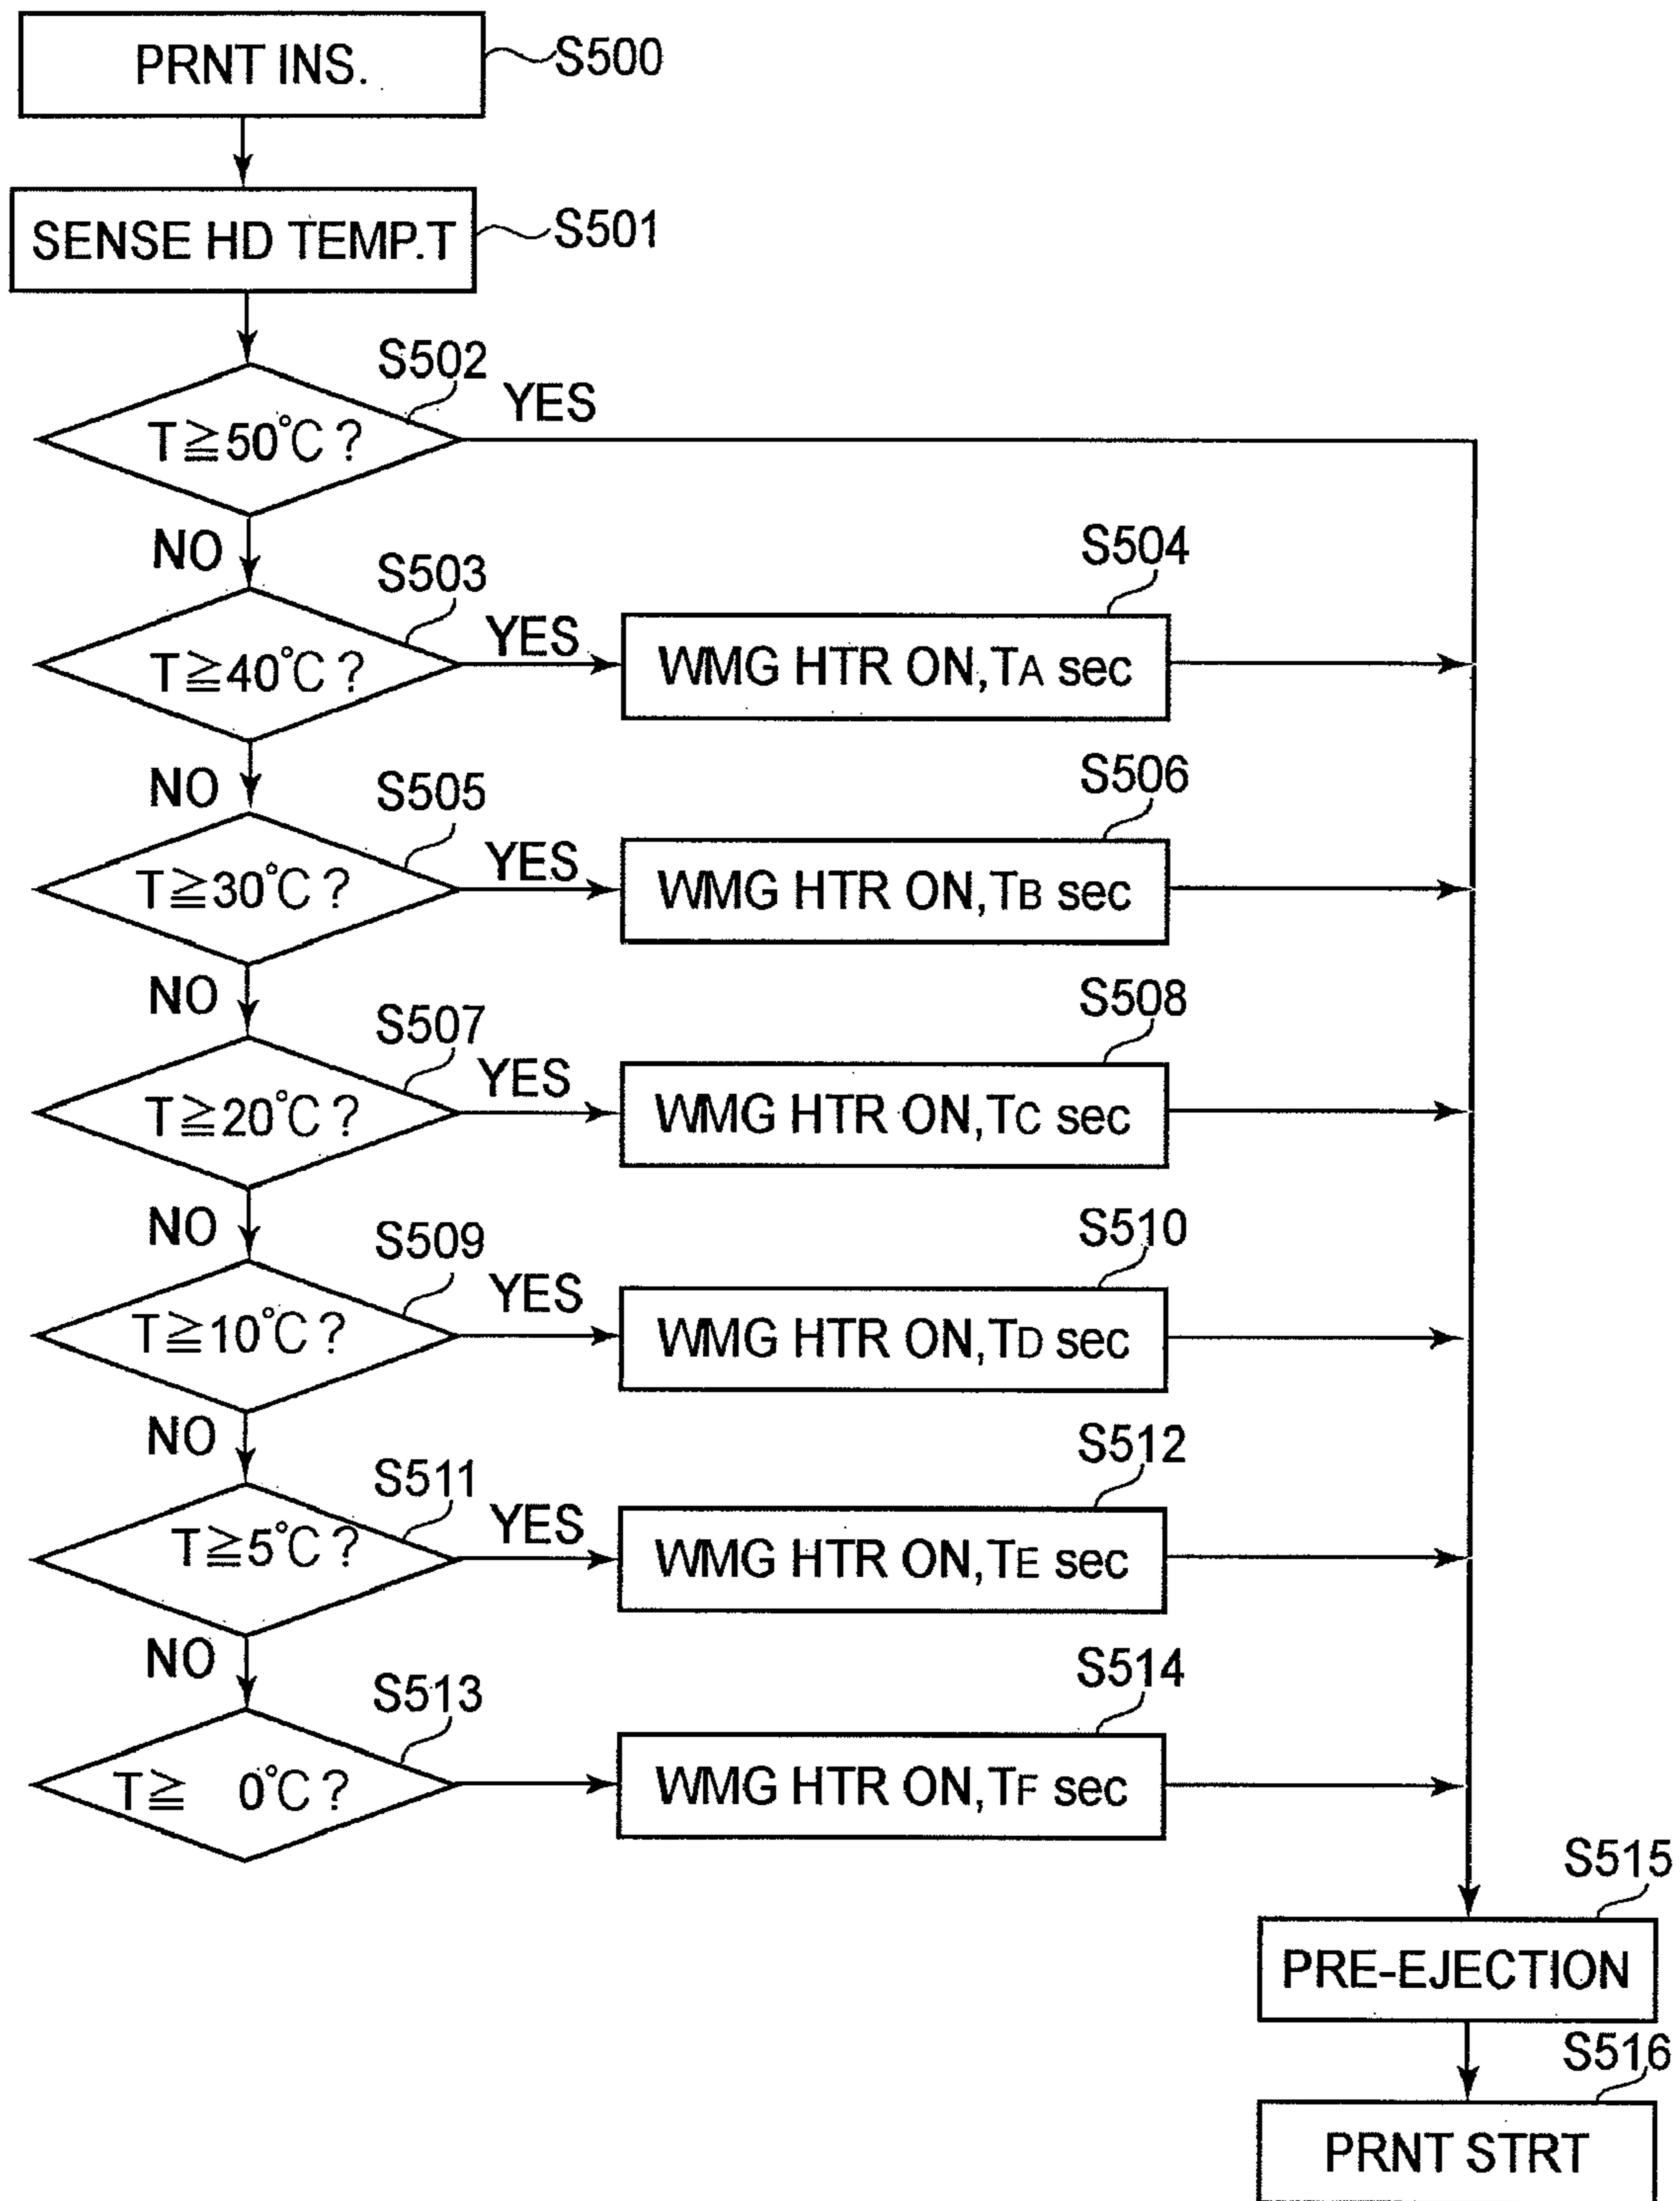 PRNT INS.
S500
SENSE HD TEMP.T
S501
S502
T≧50°C?
YES
NO
S503
T≧40°C?
YES
S504
WMG HTR ON,TA sec
NO
S505
T≧30°C?
YES
S506
WMG HTR ON,TB sec
NO
S507
T≧20°C?
YES
S508
WMG HTR ON,TC sec
NO
S509
T≧10°C?
YES
S510
WMG HTR ON,TD sec
NO
S511
T≧5°C?
YES
S512
WMG HTR ON,TE sec
NO
S513
T≧ 0°C?
S514
WMG HTR ON,TF sec
S515
PRE-EJECTION
S516
PRNT STRT